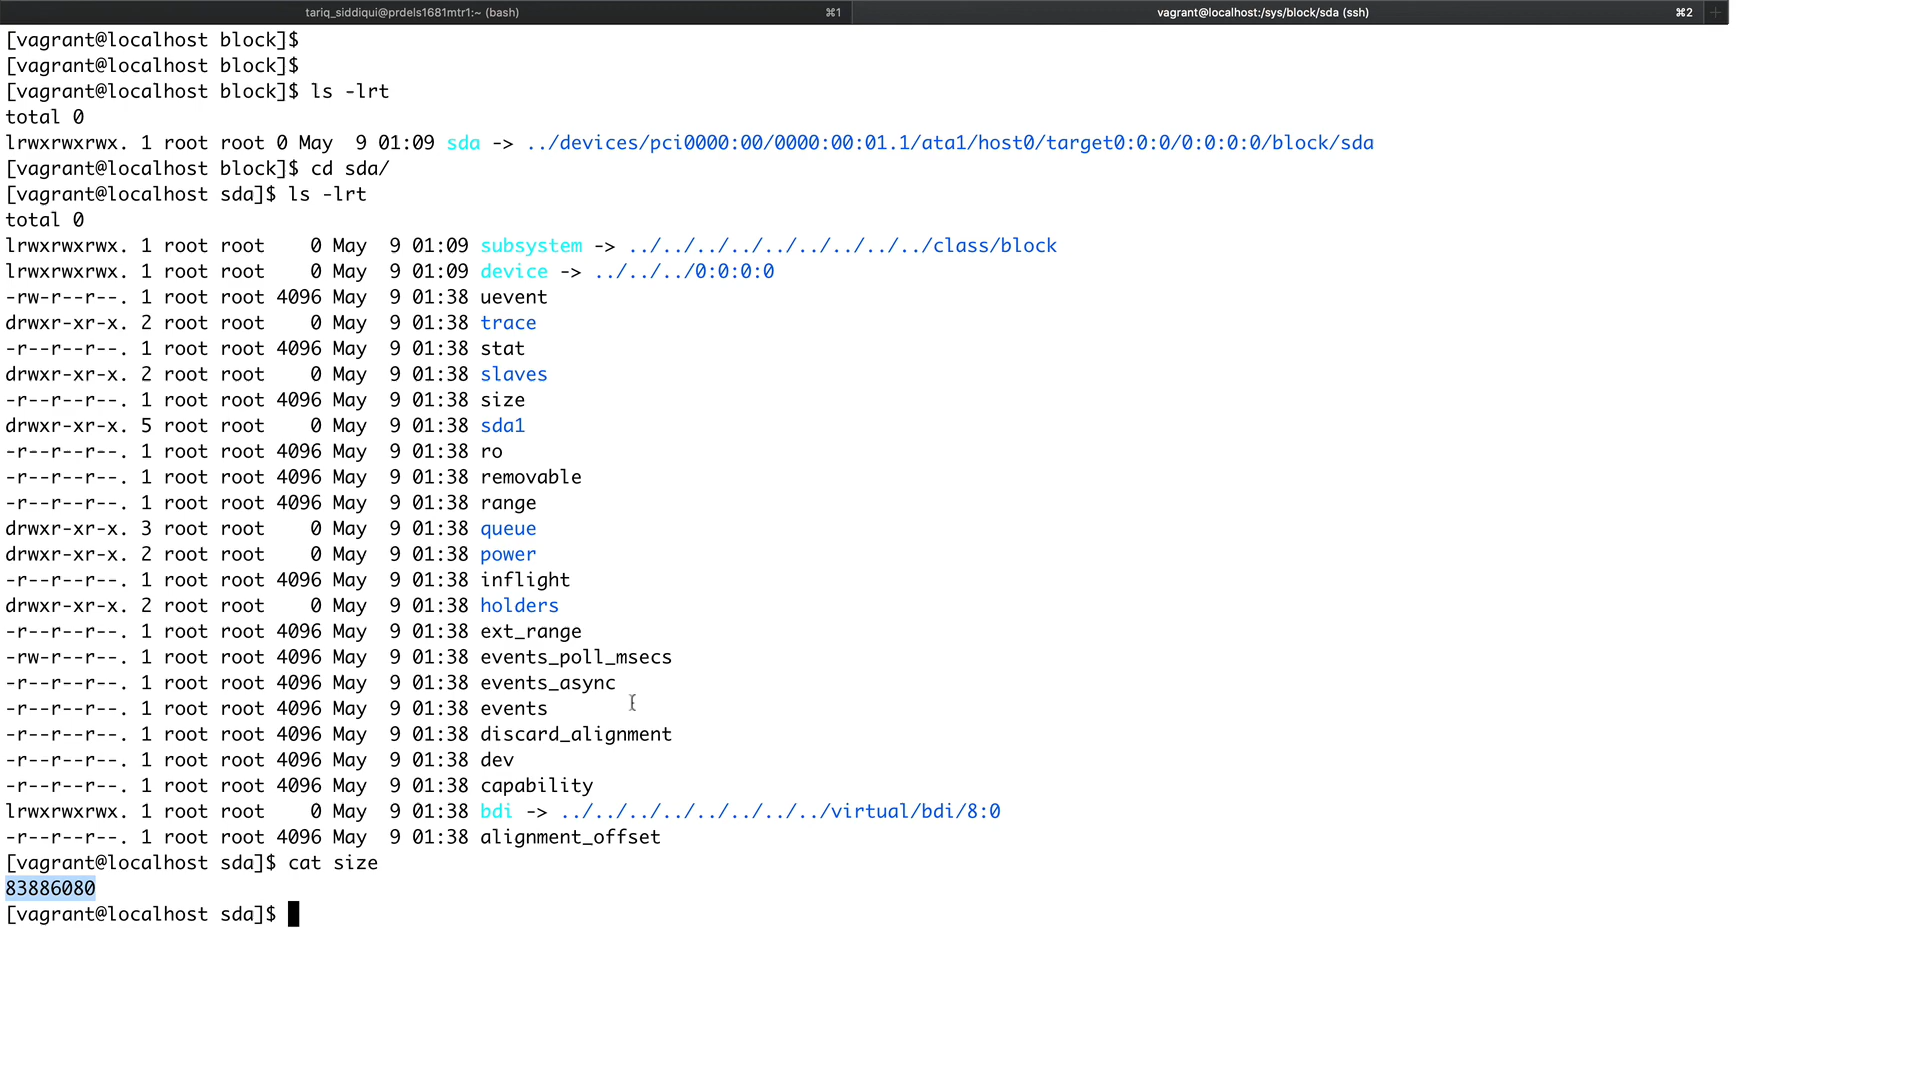 tariq_siddiqui@prdels1681mtr1:~ (bash) ⌘1 vagrant@localhost:/sys/block/sda (ssh) ⌘2 +
[vagrant@localhost block]$
[vagrant@localhost block]$
[vagrant@localhost block]$ ls -lrt
total 0
lrwxrwxrwx. 1 root root 0 May  9 01:09 sda -> ../devices/pci0000:00/0000:00:01.1/ata1/host0/target0:0:0/0:0:0:0/block/sda
[vagrant@localhost block]$ cd sda/
[vagrant@localhost sda]$ ls -lrt
total 0
lrwxrwxrwx. 1 root root    0 May  9 01:09 subsystem -> ../../../../../../../../../class/block
lrwxrwxrwx. 1 root root    0 May  9 01:09 device -> ../../../0:0:0:0
-rw-r--r--. 1 root root 4096 May  9 01:38 uevent
drwxr-xr-x. 2 root root    0 May  9 01:38 trace
-r--r--r--. 1 root root 4096 May  9 01:38 stat
drwxr-xr-x. 2 root root    0 May  9 01:38 slaves
-r--r--r--. 1 root root 4096 May  9 01:38 size
drwxr-xr-x. 5 root root    0 May  9 01:38 sda1
-r--r--r--. 1 root root 4096 May  9 01:38 ro
-r--r--r--. 1 root root 4096 May  9 01:38 removable
-r--r--r--. 1 root root 4096 May  9 01:38 range
drwxr-xr-x. 3 root root    0 May  9 01:38 queue
drwxr-xr-x. 2 root root    0 May  9 01:38 power
-r--r--r--. 1 root root 4096 May  9 01:38 inflight
drwxr-xr-x. 2 root root    0 May  9 01:38 holders
-r--r--r--. 1 root root 4096 May  9 01:38 ext_range
-rw-r--r--. 1 root root 4096 May  9 01:38 events_poll_msecs
-r--r--r--. 1 root root 4096 May  9 01:38 events_async
-r--r--r--. 1 root root 4096 May  9 01:38 events
-r--r--r--. 1 root root 4096 May  9 01:38 discard_alignment
-r--r--r--. 1 root root 4096 May  9 01:38 dev
-r--r--r--. 1 root root 4096 May  9 01:38 capability
lrwxrwxrwx. 1 root root    0 May  9 01:38 bdi -> ../../../../../../../../virtual/bdi/8:0
-r--r--r--. 1 root root 4096 May  9 01:38 alignment_offset
[vagrant@localhost sda]$ cat size
83886080
[vagrant@localhost sda]$